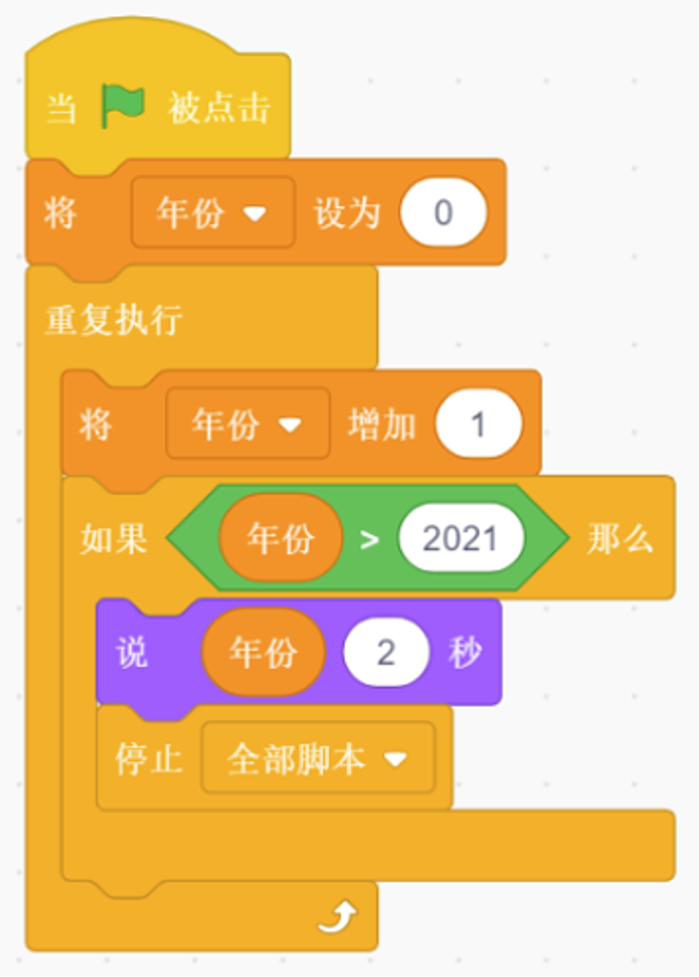 当 被点击
将 年份 设为 0
重复执行
将 年份 增加 1
如果 年份 > 2021 那么
说 年份 2 秒
停止 全部脚本